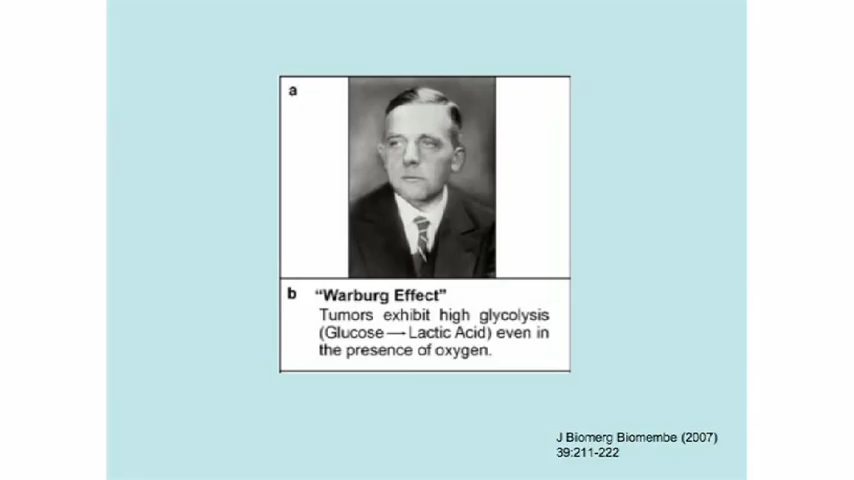 a
b "Warburg Effect"
Tumors exhibit high glycolysis
(Glucose → Lactic Acid) even in
the presence of oxygen.
J Biomerg Biomembe (2007)
39:211-222